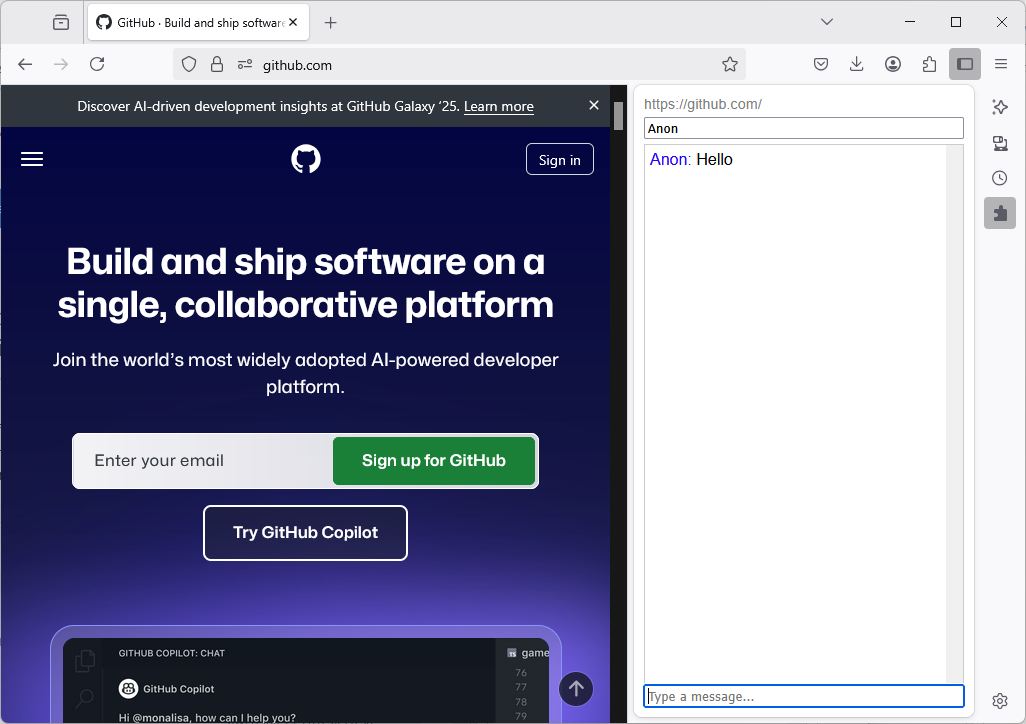 GitHub · Build and ship software
github.com
Discover AI-driven development insights at GitHub Galaxy ‘25. Learn more
Sign in
Build and ship software on a
single, collaborative platform
Join the world’s most widely adopted AI-powered developer
platform.
Enter your email
Sign up for GitHub
Try GitHub Copilot
GITHUB COPILOT: CHAT
GitHub Copilot
Hi @monalisa, how can I help you?
TS game
76
77
78
79
https://github.com/
Anon
Anon: Hello
Type a message...